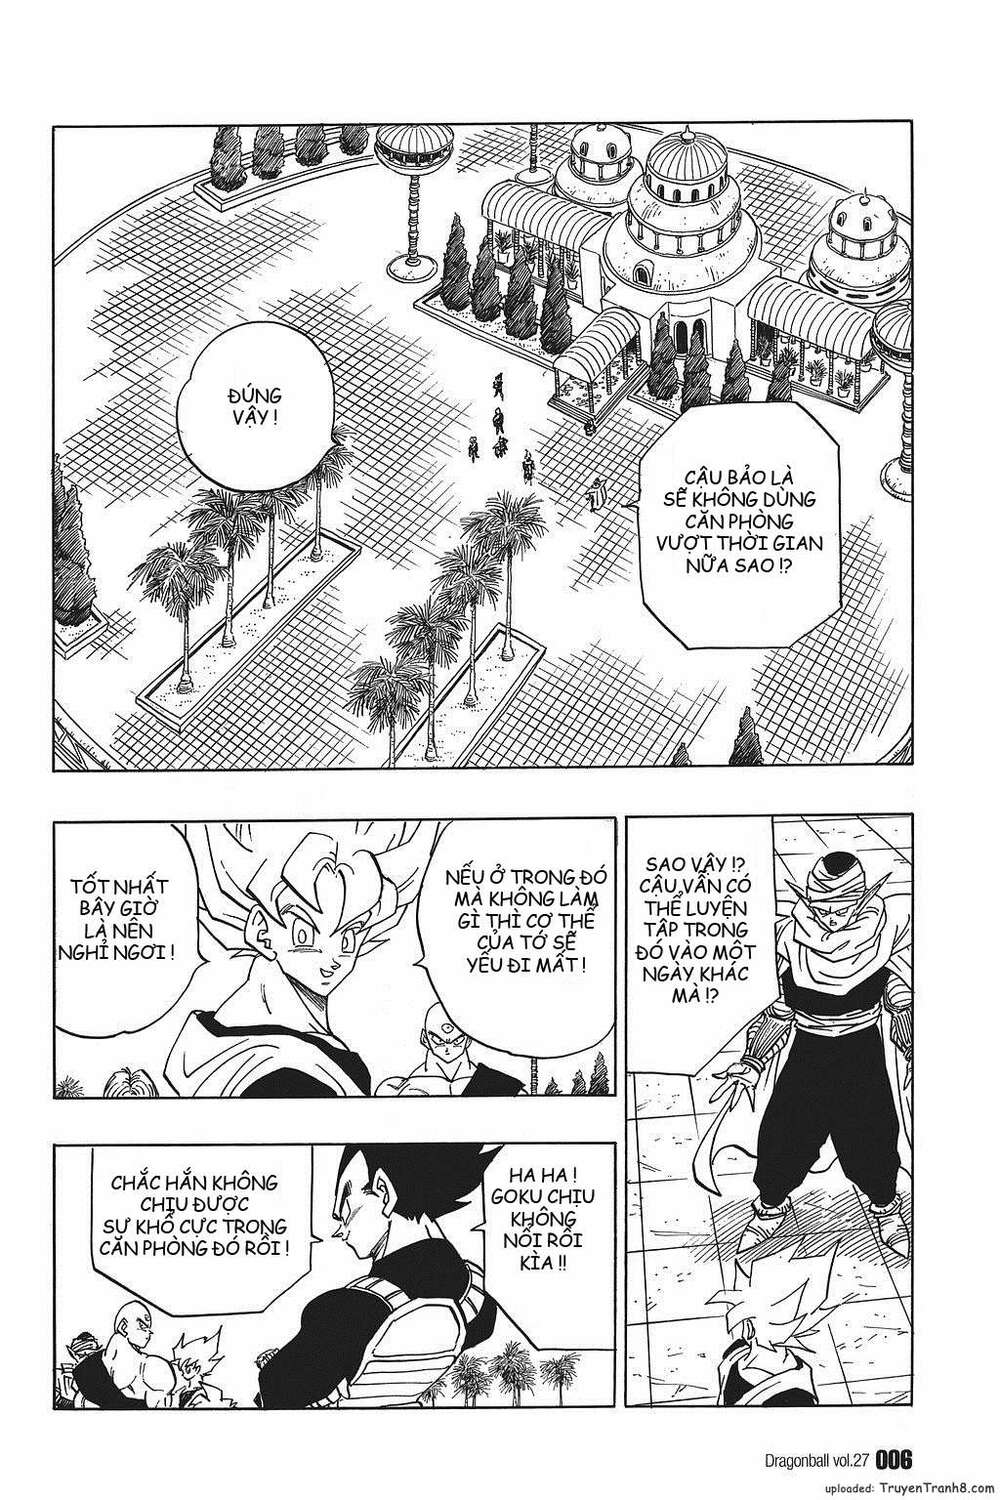 CẬU BẢO LÀ
SẼ KHÔNG DÙNG
CĂN PHÒNG
VƯỢT THỜI GIAN
NỮA SAO !?
ĐÚNG
VẬY !
SAO VẬY !?
CẬU VẪN CÓ
THỂ LUYỆN
TÂP TRONG
ĐÓ VÀO MỘT
NGÀY KHÁC
MÀ !?
NẾU Ở TRONG ĐÓ
MÀ KHÔNG LÀM
GÌ THÌ CƠ THỂ
CỦA TỚ SẼ
YẾU ĐI MẤT !
TỐT NHẤT
BÂY GIỜ
LÀ NÊN
NGHỈ NGƠI !
HA HA !
GOKU CHỊU
KHÔNG
NỔI RỒI
KÌA !!
CHẮC HẲN KHÔNG
CHỊU ĐƯỢC
SỰ KHỔ CỰC TRONG
CĂN PHÒNG ĐÓ RỒI !
Dragonball vol.27 006
uploaded: TruyenTranh8.com